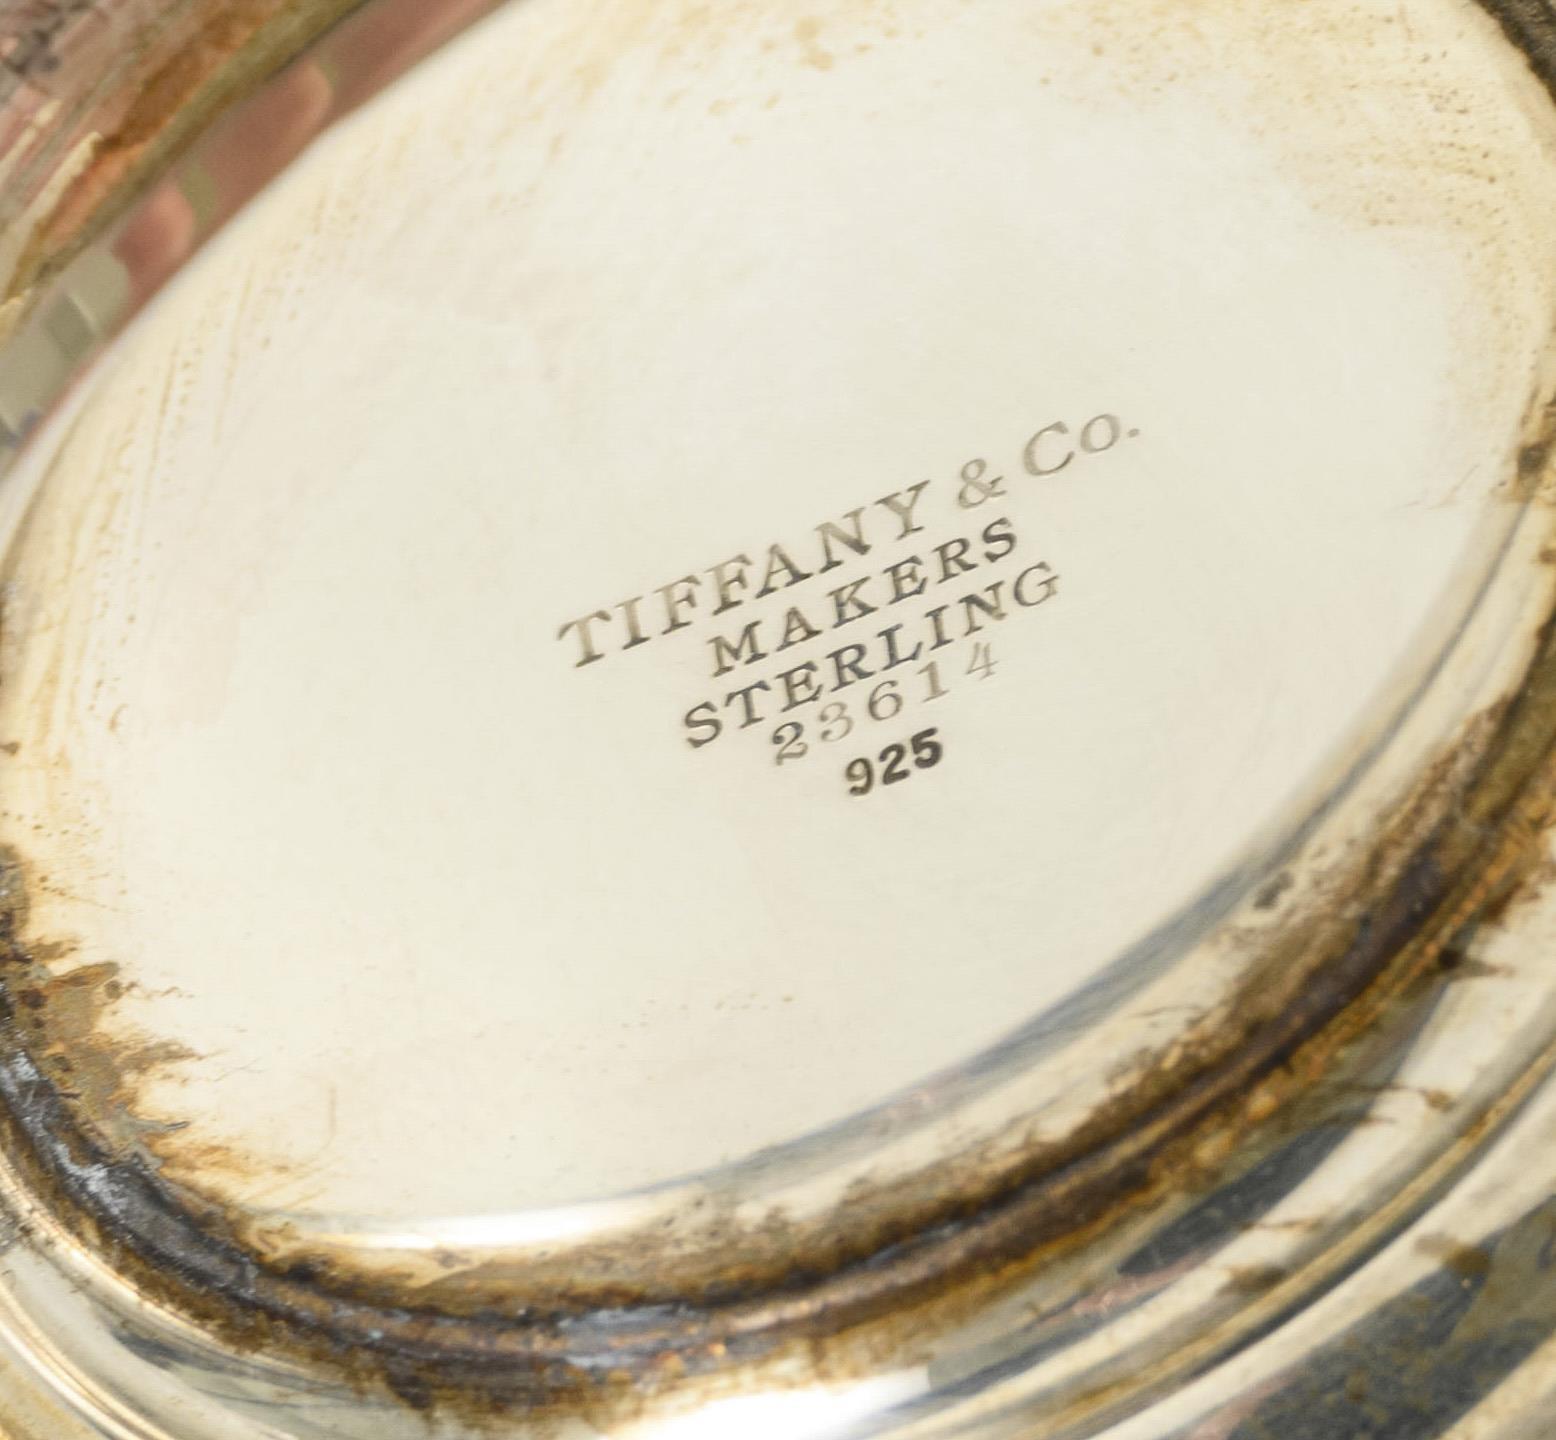 TIFFANY & Co.
MAKERS
STERLING
23614
925